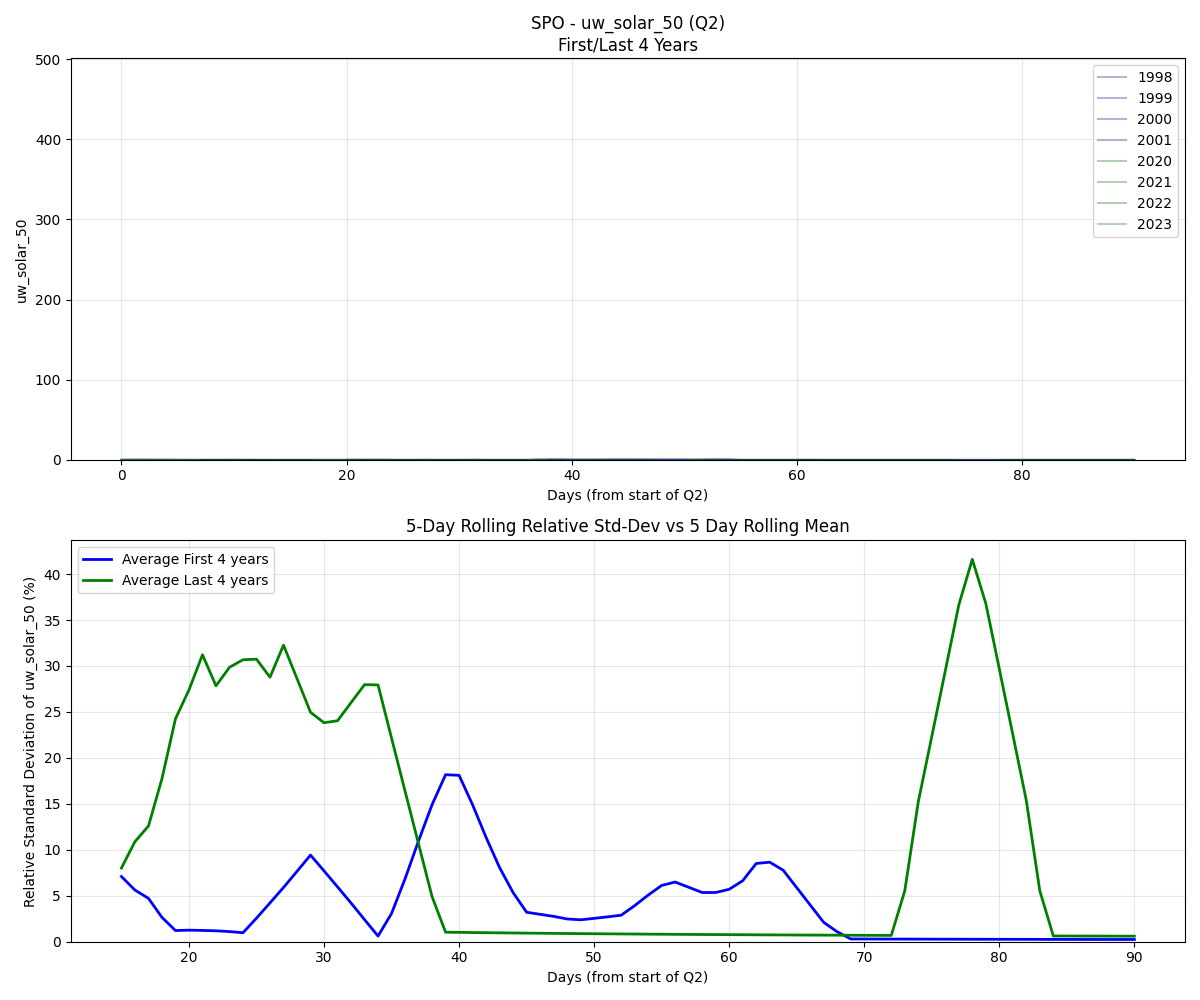 SPO - uw_solar_50 (Q2)
First/Last 4 Years
500
400
300
200
100
0
uw_solar_50
1998
1999
2000
2001
2020
2021
2022
2023
0 20 40 60 80
Days (from start of Q2)
5-Day Rolling Relative Std-Dev vs 5 Day Rolling Mean
Average First 4 years
Average Last 4 years
40
35
30
25
20
15
10
5
0
Relative Standard Deviation of uw_solar_50 (%)
20 30 40 50 60 70 80 90
Days (from start of Q2)